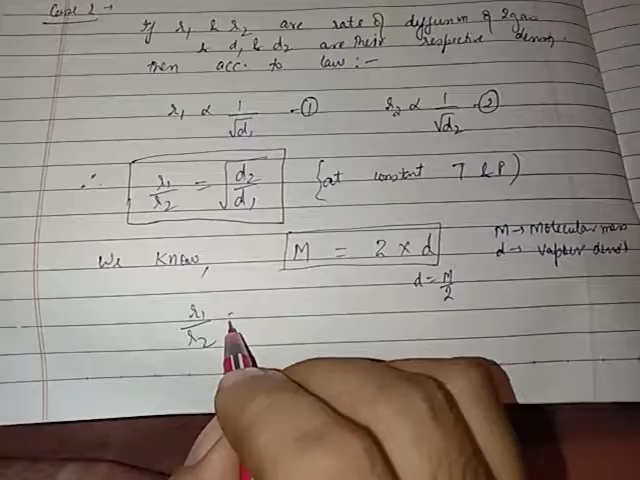 Case 2 →
If r₁ & r₂ are rate of diffusion of 2 gas
& d₁ & d₂ are their respective density
then acc. to law :-
r₁ ∝ 1/√d₁ -① r₂ ∝ 1/√d₂ -②
∴ r₁/r₂ = √(d₂/d₁) {at constant T & P)
We know, M = 2 × d
M → Molecular mass
d → vapour density
d = M/2
r₁/r₂